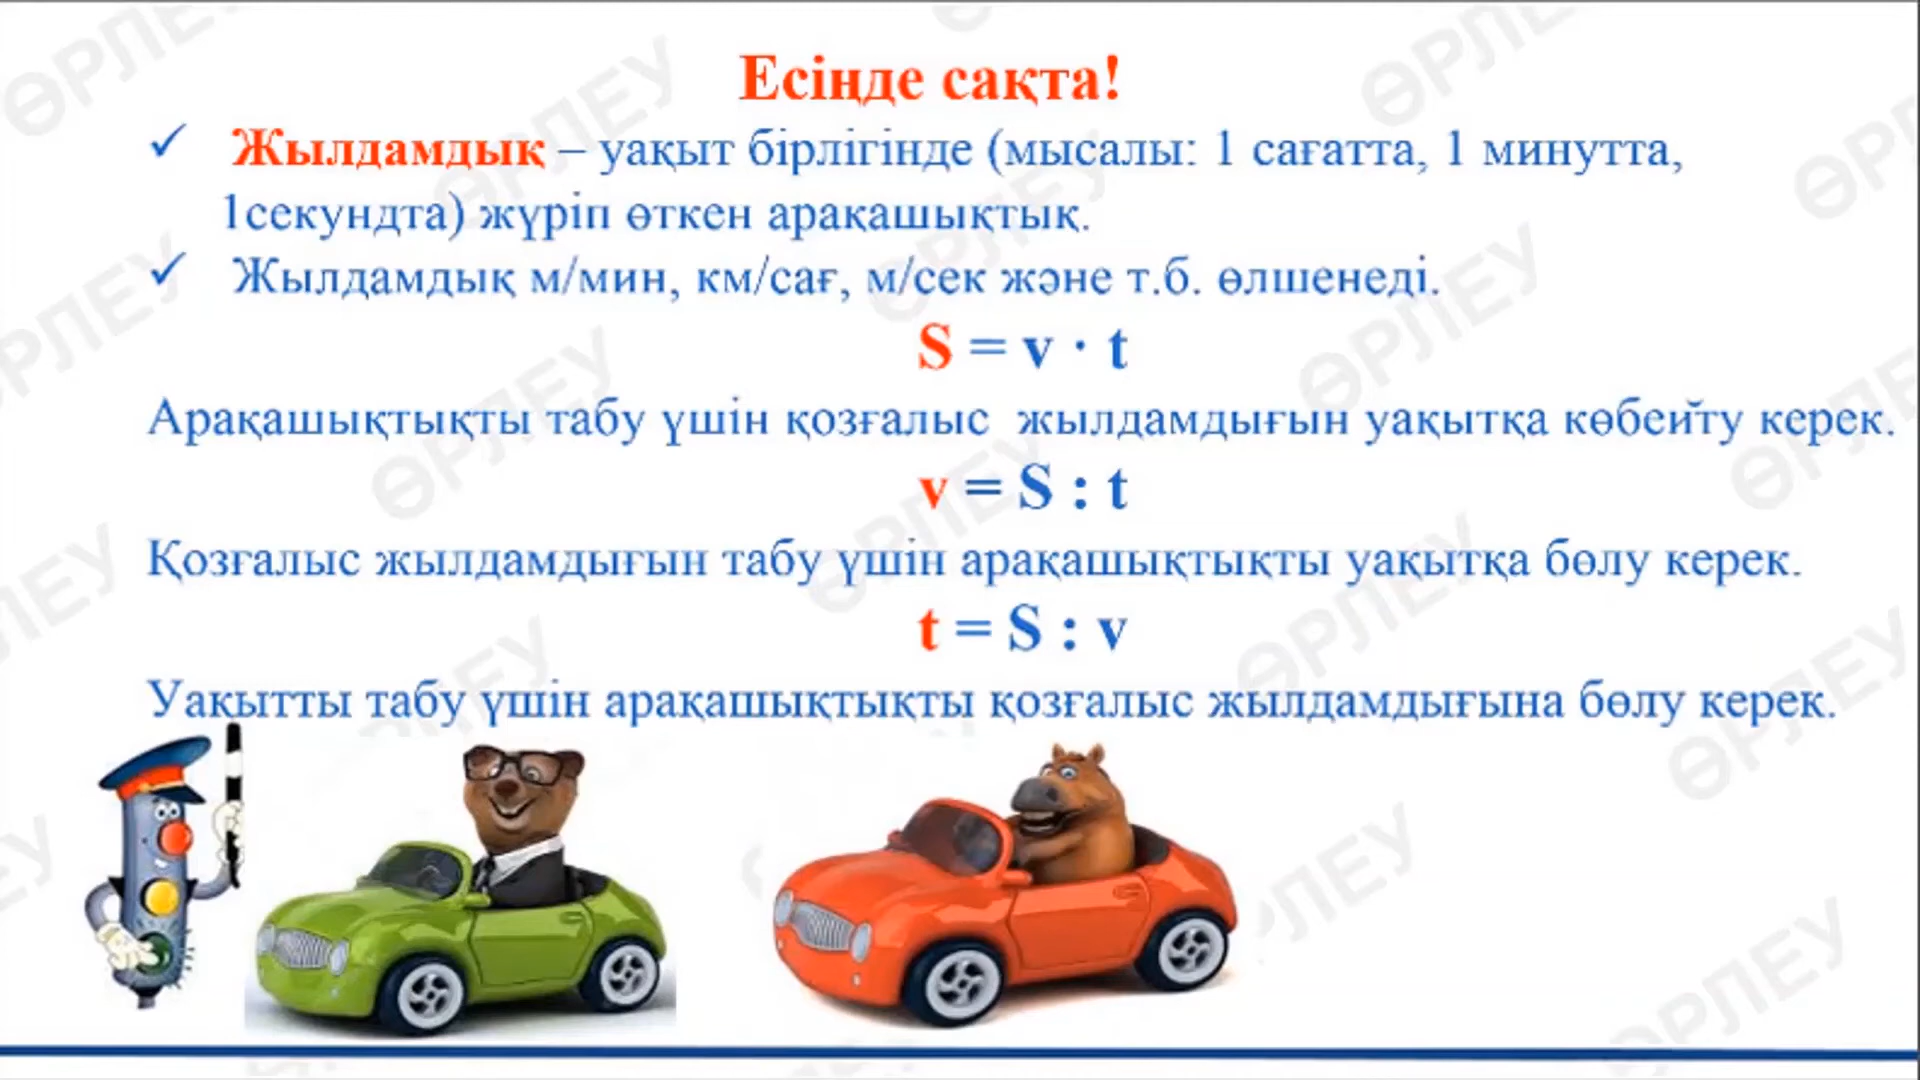 Есіңде сақта!
Жылдамдық – уақыт бірлігінде (мысалы: 1 сағатта, 1 минутта,
1секундта) жүріп өткен арақашықтық.
Жылдамдық м/мин, км/сағ, м/сек және т.б. өлшенеді.
S = v · t
Арақашықтықты табу үшін қозғалыс жылдамдығын уақытқа көбейту керек.
v = S : t
Қозғалыс жылдамдығын табу үшін арақашықтықты уақытқа бөлу керек.
t = S : v
Уақытты табу үшін арақашықтықты қозғалыс жылдамдығына бөлу керек.
ӨРЛЕУ